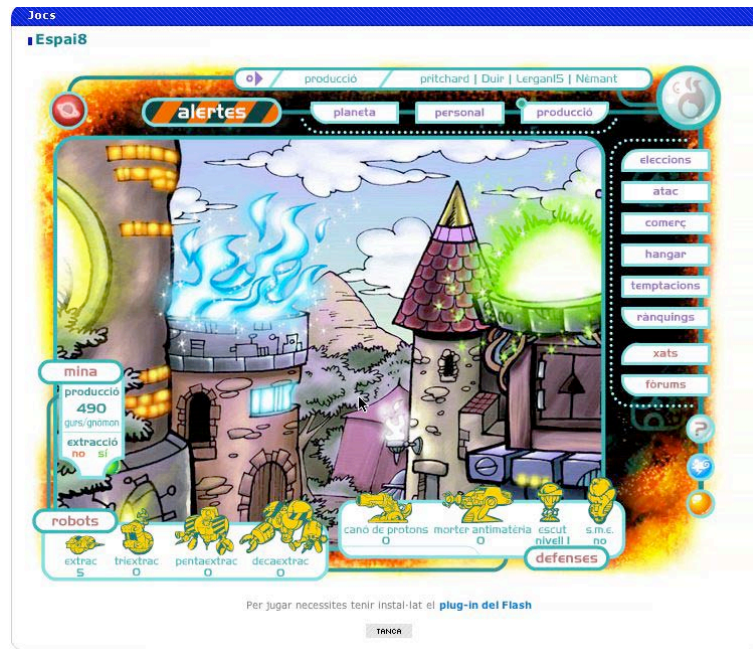 Jocs
Espai8
producció
pritchard | Duir | LerganIS | Nèmant
alertes
planeta
personal
producció
eleccions
atac
comerç
hangar
temptacions
rànquings
xats
fòrums
?
mina
producció
490
gurs/gnòmon
extracció
no sí
robots
extrac
5
triextrac
0
pentaextrac
0
decaextrac
0
canó de protons
0
morter antimatèria
0
escut
nivell I
s.m.e.
no
defenses
Per jugar necessites tenir instal·lat el plug-in del Flash
TANCA